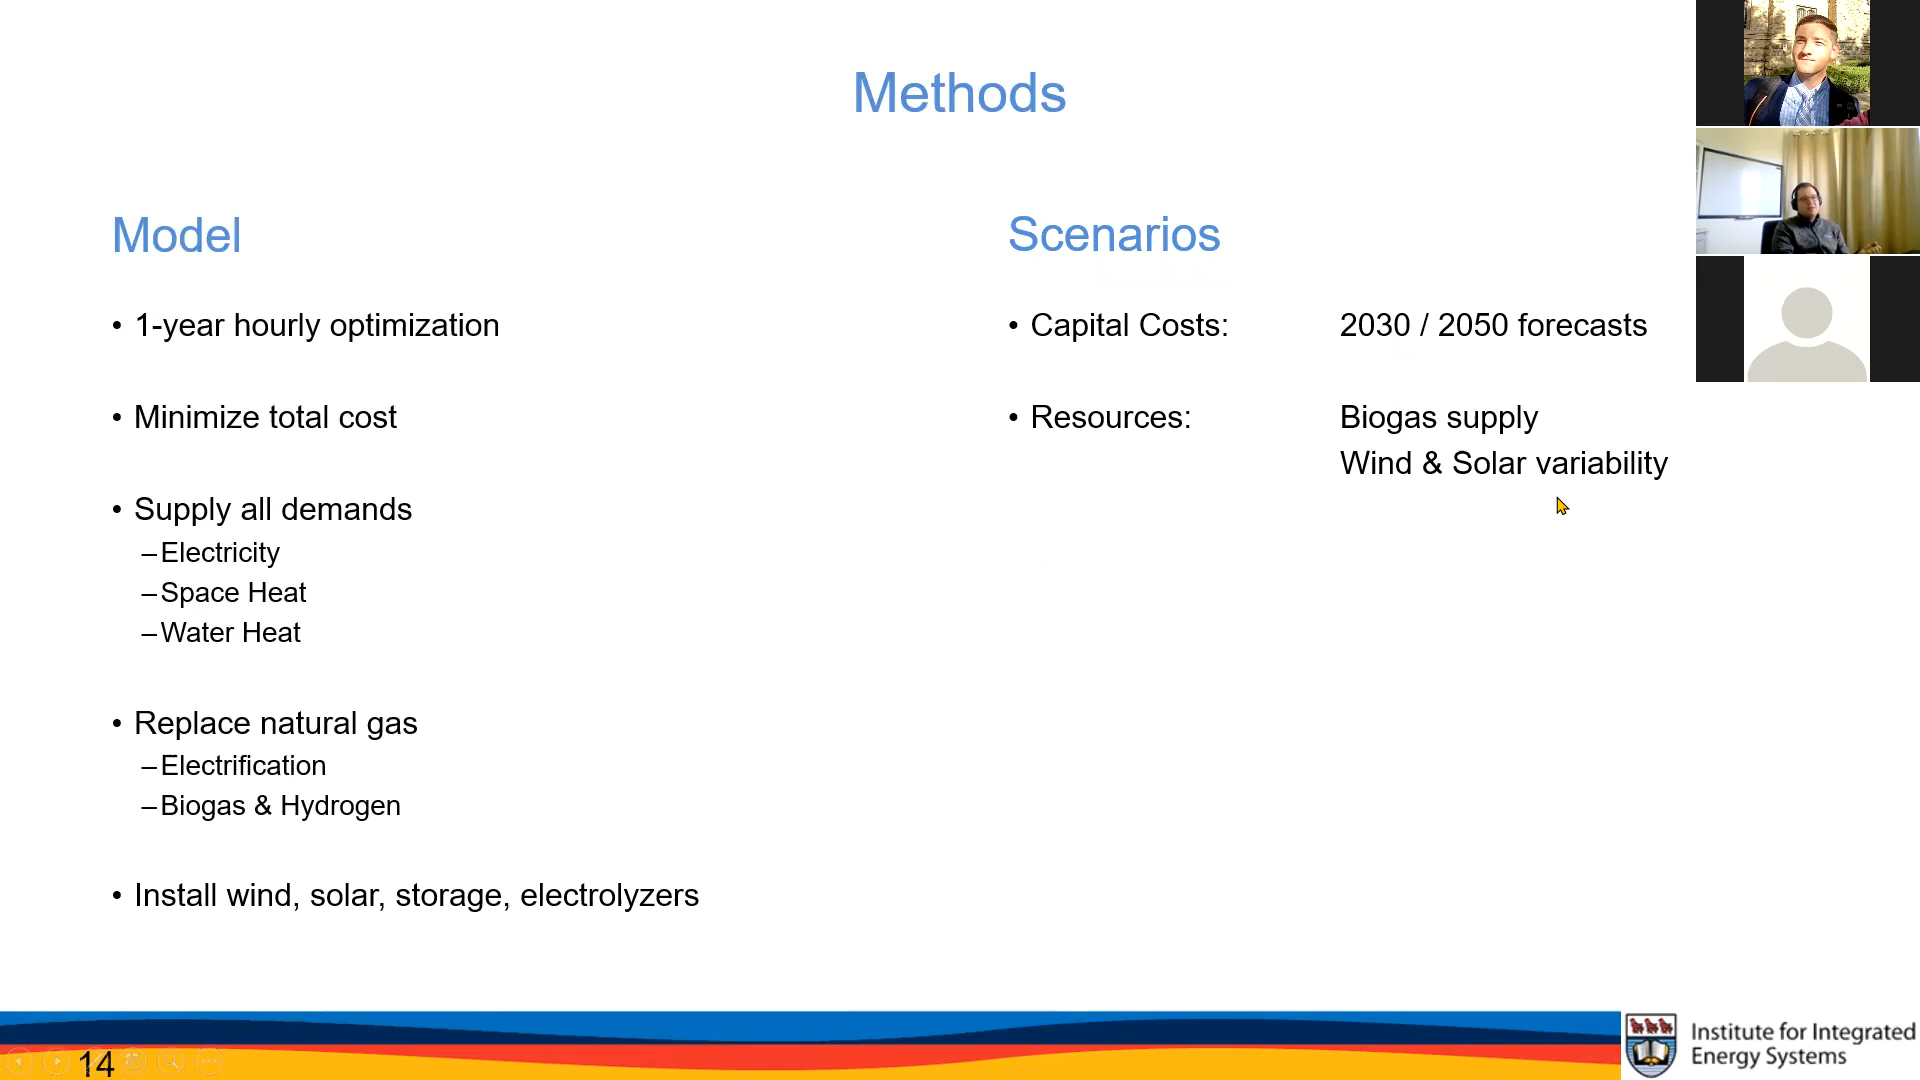 Methods
Model
• 1-year hourly optimization
• Minimize total cost
• Supply all demands
–Electricity
–Space Heat
–Water Heat
• Replace natural gas
–Electrification
–Biogas & Hydrogen
• Install wind, solar, storage, electrolyzers
Scenarios
• Capital Costs: 2030 / 2050 forecasts
• Resources: Biogas supply
Wind & Solar variability
14
Institute for Integrated
Energy Systems